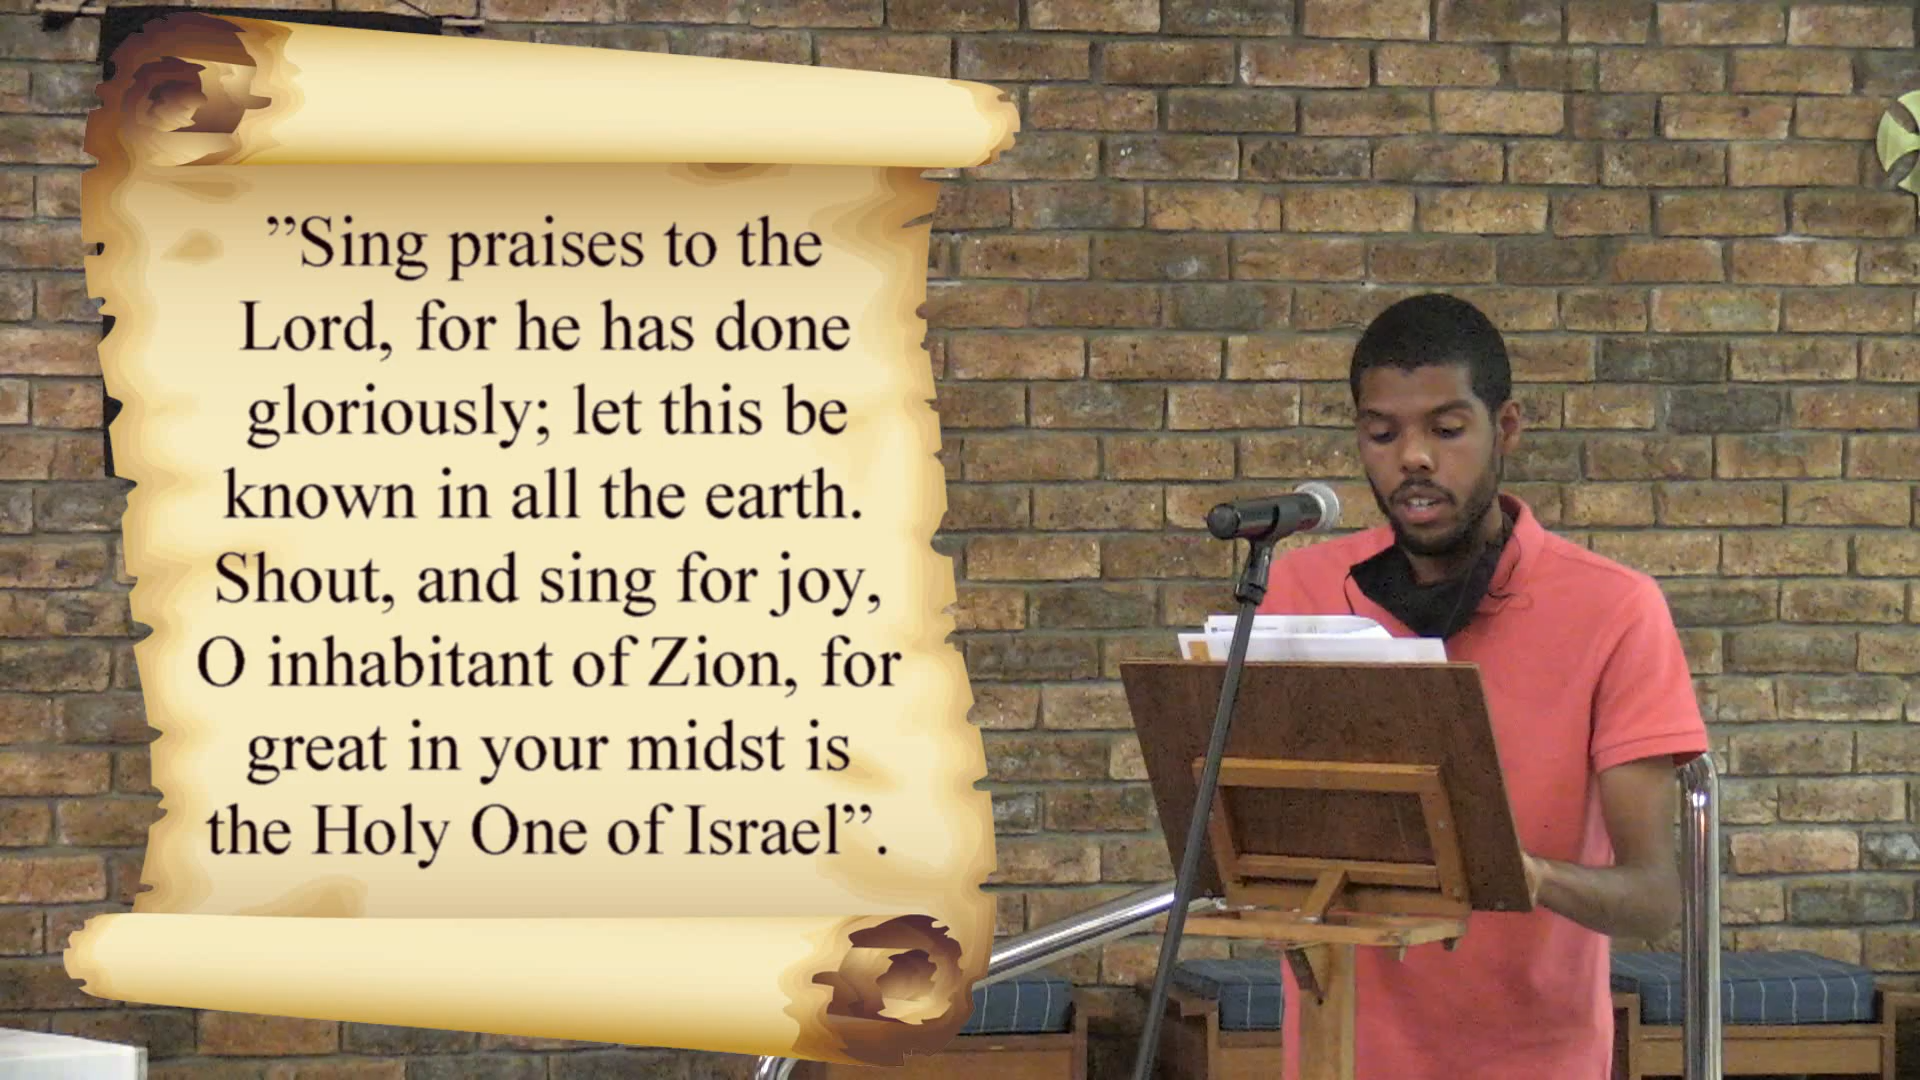 ”Sing praises to the
Lord, for he has done
gloriously; let this be
known in all the earth.
Shout, and sing for joy,
O inhabitant of Zion, for
great in your midst is
the Holy One of Israel”.